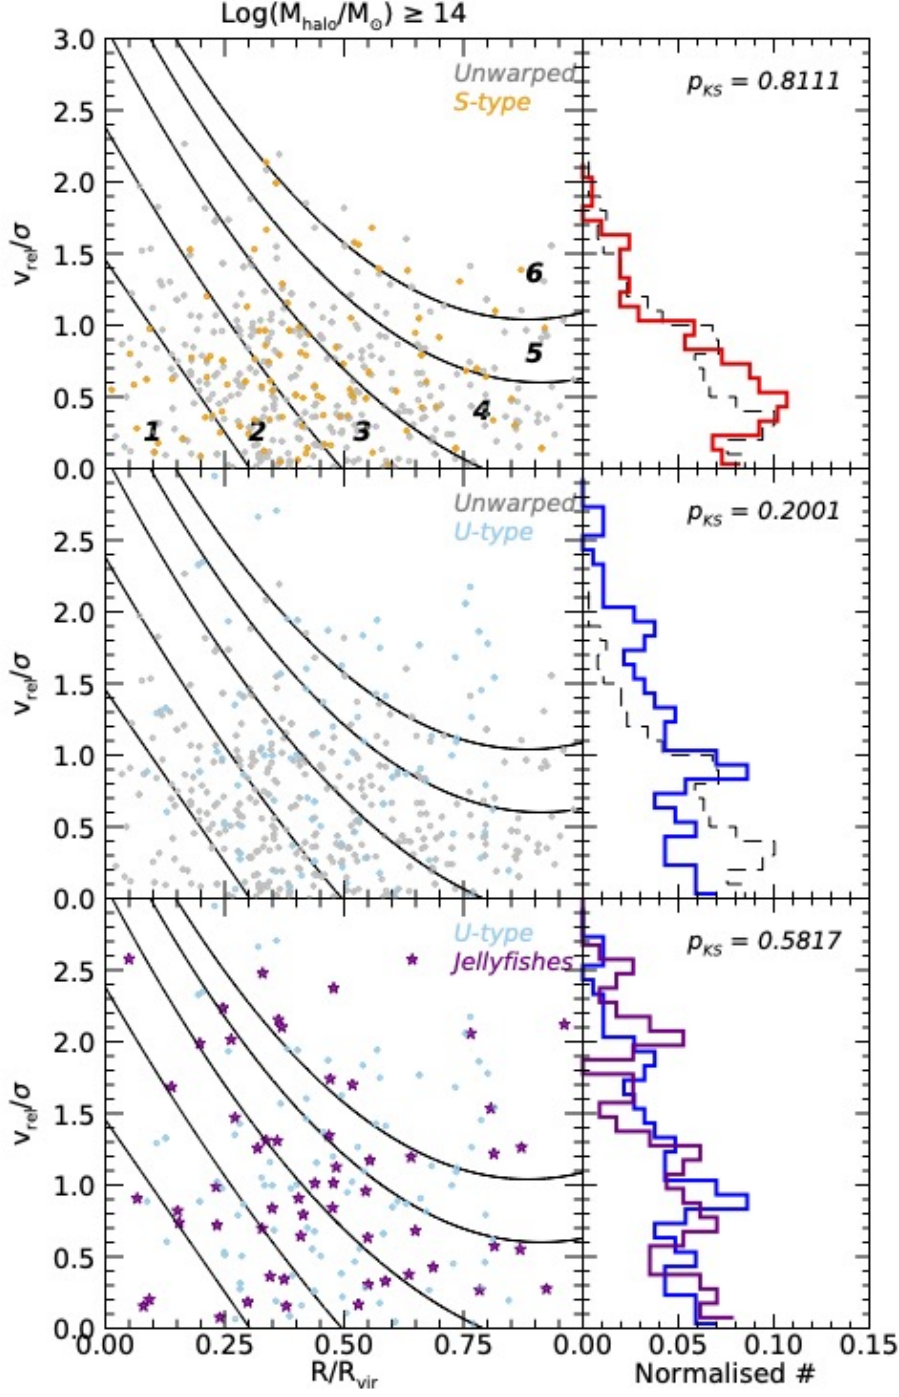 Log(M_halo/M_⊙) ≥ 14
3.0
2.5
2.0
1.5
1.0
0.5
0.0
v_rel/σ
Unwarped
S-type
1
2
3
4
5
6
p_KS = 0.8111
2.5
2.0
1.5
1.0
0.5
0.0
v_rel/σ
Unwarped
U-type
p_KS = 0.2001
2.5
2.0
1.5
1.0
0.5
0.0
v_rel/σ
U-type
Jellyfishes
p_KS = 0.5817
0.00 0.25 0.50 0.75 0.00 0.05 0.10 0.15
R/R_vir
Normalised #